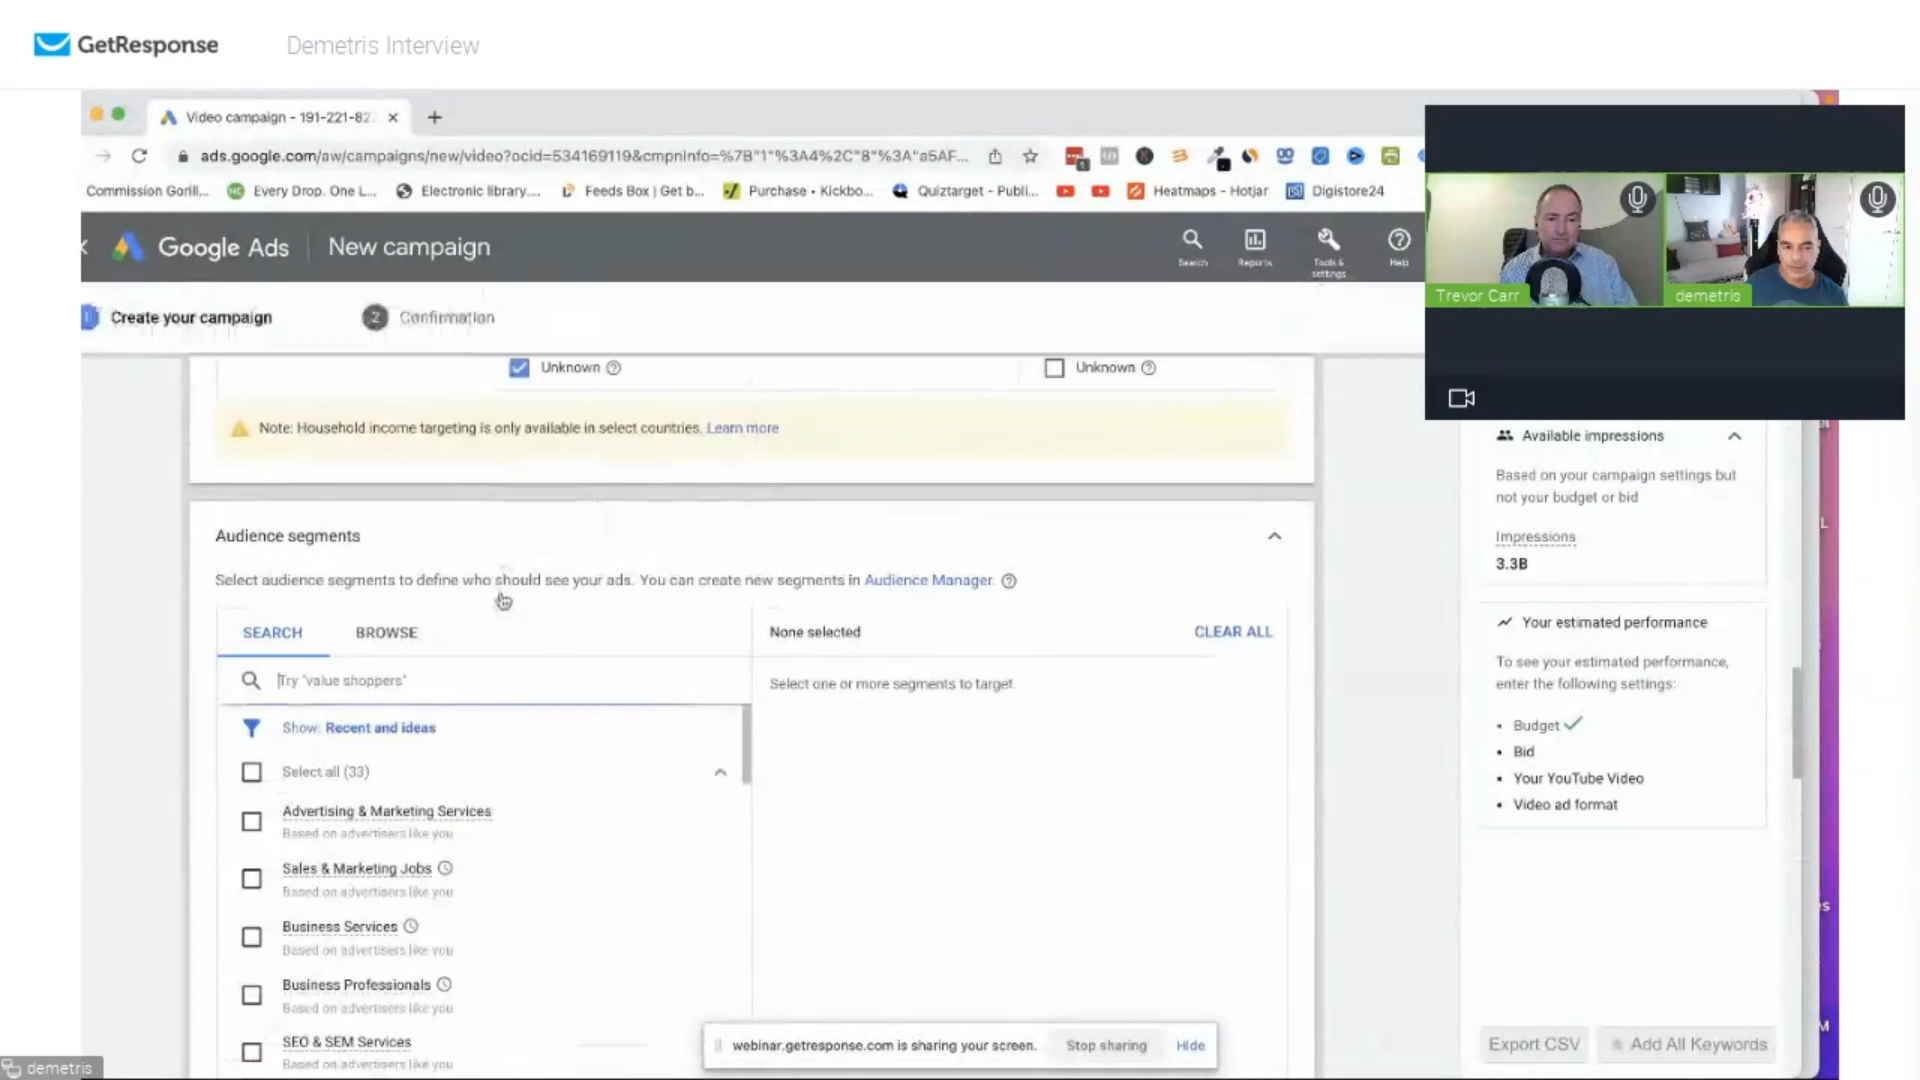 GetResponse
Demetris Interview
Video campaign - 191-221-82
ads.google.com/aw/campaigns/new/video?ocid=534169119&cmpnInfo=%7B"1"%3A4%2C"8"%3A"a5AF...
Commission Gorill... Every Drop. One L... Electronic library.... Feeds Box | Get b... Purchase • Kickbo... Quiztarget - Publi... Heatmaps - Hotjar Digistore24
Google Ads New campaign
Search Reports Tools & settings Help
Trevor Carr demetris
Create your campaign 2 Confirmation
Unknown Unknown
Note: Household income targeting is only available in select countries. Learn more
Audience segments
Select audience segments to define who should see your ads. You can create new segments in Audience Manager.
SEARCH BROWSE None selected CLEAR ALL
Try "value shoppers"
Select one or more segments to target.
Show: Recent and ideas
Select all (33)
Advertising & Marketing Services
Based on advertisers like you
Sales & Marketing Jobs
Based on advertisers like you
Business Services
Based on advertisers like you
Business Professionals
Based on advertisers like you
SEO & SEM Services
Based on advertisers like you
Available impressions
Based on your campaign settings but
not your budget or bid
Impressions
3.3B
Your estimated performance
To see your estimated performance,
enter the following settings:
• Budget
• Bid
• Your YouTube Video
• Video ad format
webinar.getresponse.com is sharing your screen. Stop sharing Hide
Export CSV Add All Keywords
demetris